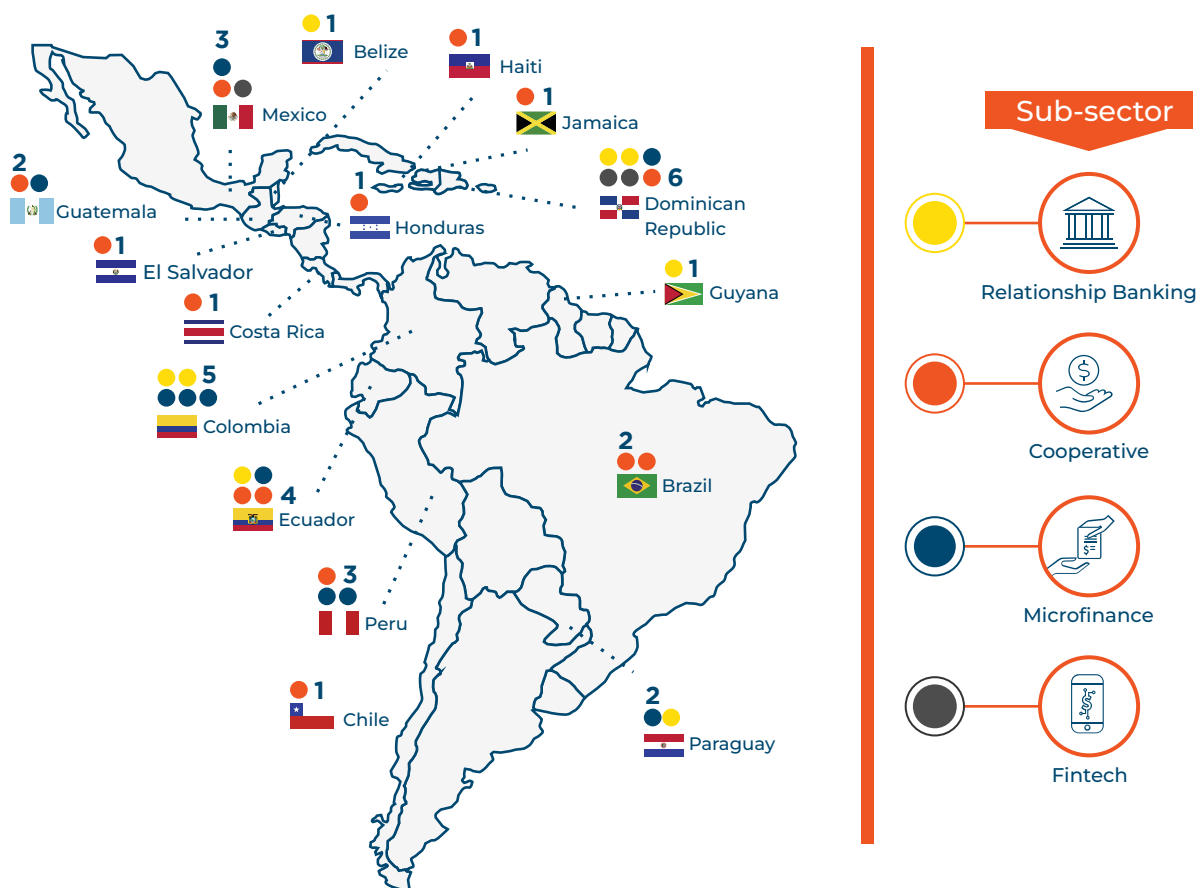 1
Belize
3
Mexico
1
Haiti
1
Jamaica
6
Dominican
Republic
2
Guatemala
1
Honduras
1
El Salvador
1
Costa Rica
1
Guyana
5
Colombia
2
Brazil
4
Ecuador
3
Peru
1
Chile
2
Paraguay
Sub-sector
Relationship Banking
$
Cooperative
$=
Microfinance
Fintech